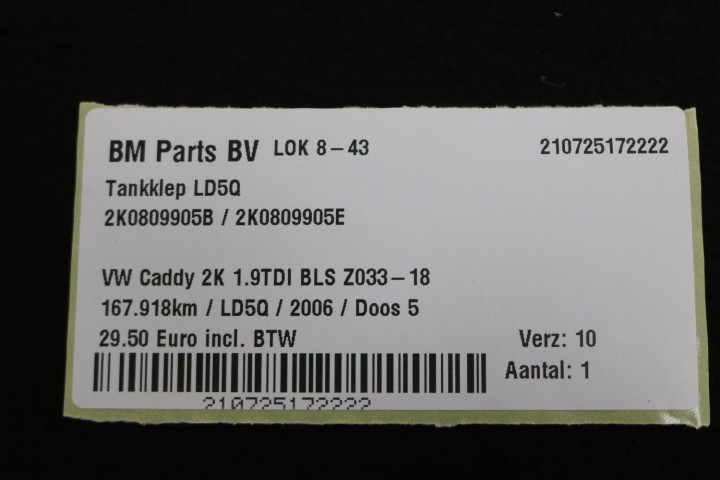 BM Parts BV LOK 8-43 210725172222
Tankklep LD5Q
2K0809905B / 2K0809905E
VW Caddy 2K 1.9TDI BLS Z033-18
167.918km / LD5Q / 2006 / Doos 5
29.50 Euro incl. BTW Verz: 10
Aantal: 1
210725172222